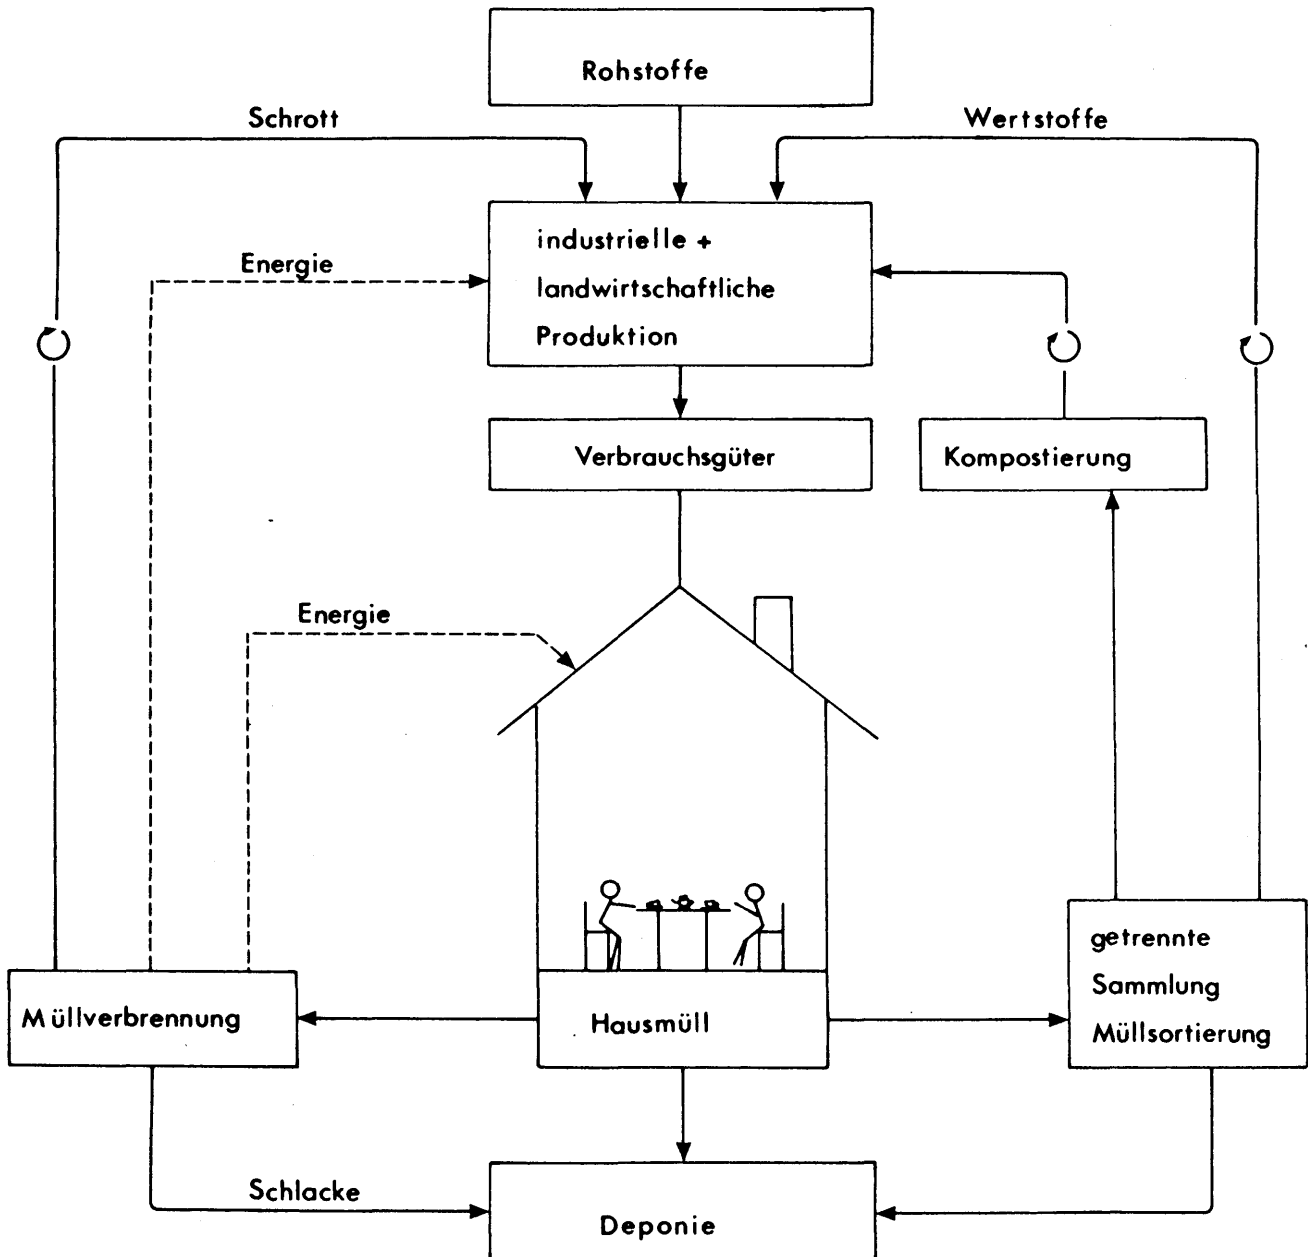 Rohstoffe
Schrott
Wertstoffe
industrielle +
landwirtschaftliche
Produktion
Energie
Verbrauchsgüter
Kompostierung
Energie
getrennte
Sammlung
Müllsortierung
Müllverbrennung
Hausmüll
Schlacke
Deponie